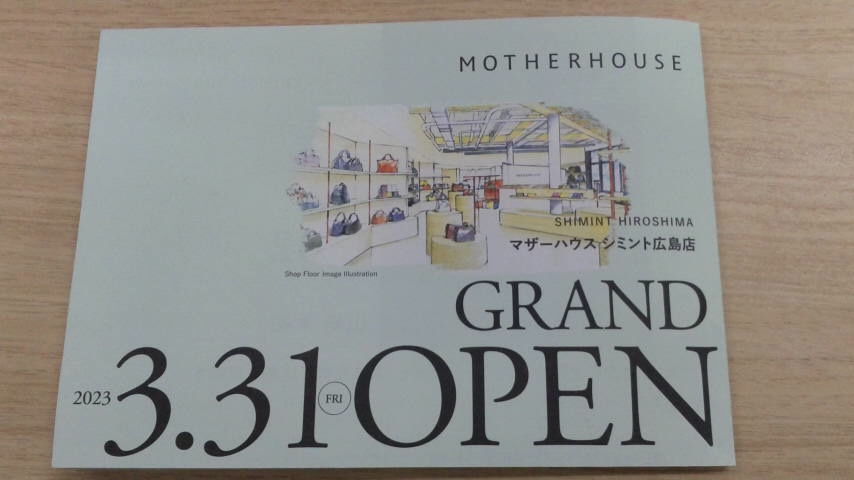 MOTHERHOUSE
SHIMINT HIROSHIMA
マザーハウス シミント広島店
Shop Floor Image Illustration
GRAND
2023 3.31 FRI OPEN